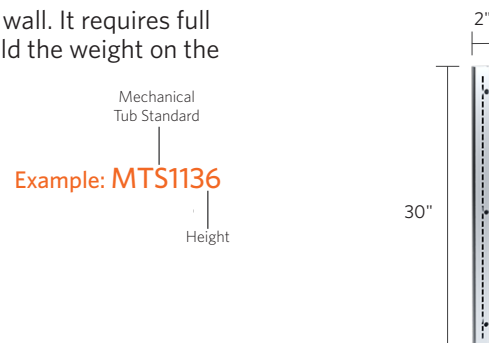 wall. It requires full
ld the weight on the
Mechanical
Tub Standard
Example: MTS1136
Height
2"
30"